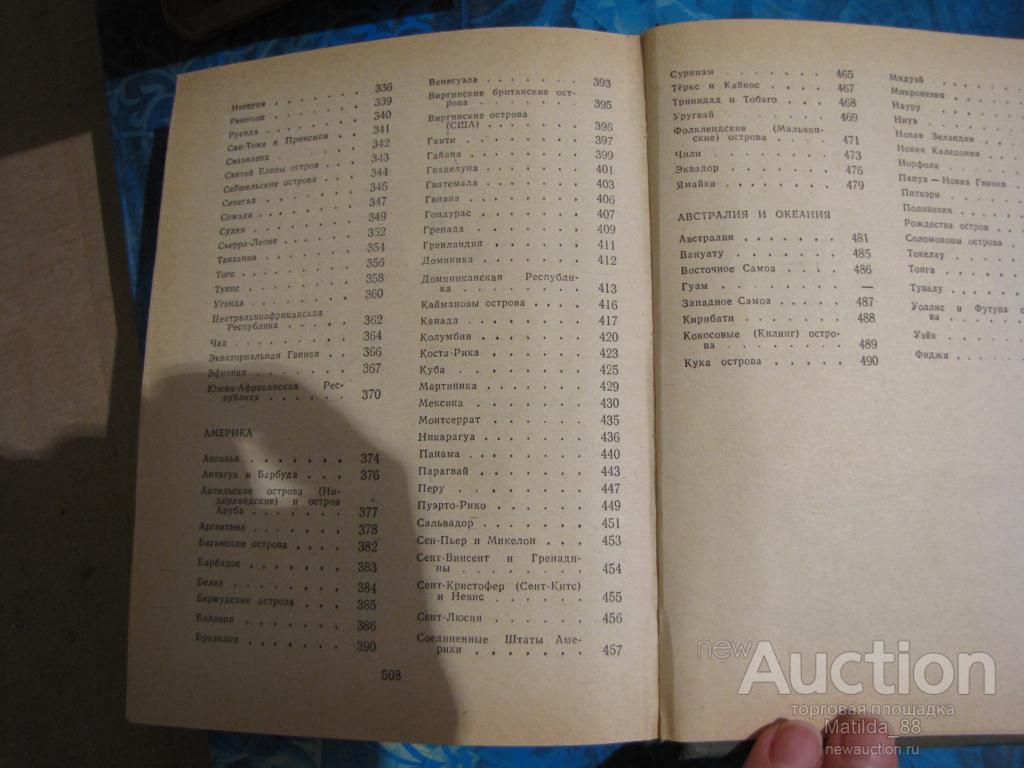 Нигерия . . . . . . . 336
Реюньон . . . . . . . 339
Руанда . . . . . . . 340
Сан-Томе и Принсипи . . 341
Свазиленд . . . . . . 342
Святой Елены остров . . 343
Сейшельские острова . . 344
Сенегал . . . . . . . 346
Сомали . . . . . . . 347
Судан . . . . . . . 349
Сьерра-Леоне . . . . . 352
Танзания . . . . . . 354
Того . . . . . . . . 356
Тунис . . . . . . . 358
Уганда . . . . . . . 360
Центральноафриканская
Республика . . . . . 362
Чад . . . . . . . . 364
Экваториальная Гвинея . . 366
Эфиопия . . . . . . . 367
Южно-Африканская Рес-
публика . . . . . . 370
АМЕРИКА
Ангилья . . . . . . . 374
Антигуа и Барбуда . . . 376
Антильские острова (Ни-
дерландские) и остров
Аруба . . . . . . . 377
Аргентина . . . . . . 378
Багамские острова . . . . 382
Барбадос . . . . . . . 383
Белиз . . . . . . . . 384
Бермудские острова . . . 385
Боливия . . . . . . . 386
Бразилия . . . . . . . 390
Венесуэла . . . . . . 393
Виргинские британские ост-
рова . . . . . . . 395
Виргинские острова
(США) . . . . . . . 396
Гаити . . . . . . . 397
Гайана . . . . . . . 399
Гваделупа . . . . . . 401
Гватемала . . . . . . 403
Гвиана . . . . . . . 406
Гондурас . . . . . . 407
Гренада . . . . . . . 409
Гренландия . . . . . . 411
Доминика . . . . . . 412
Доминиканская Республи-
ка . . . . . . . . 413
Каймановы острова . . . . 416
Канада . . . . . . . 417
Колумбия . . . . . . 420
Коста-Рика . . . . . . 423
Куба . . . . . . . . 425
Мартиника . . . . . . 429
Мексика . . . . . . . 430
Монтсеррат . . . . . . 435
Никарагуа . . . . . . 436
Панама . . . . . . . 440
Парагвай . . . . . . 443
Перу . . . . . . . . 447
Пуэрто-Рико . . . . . . 449
Сальвадор . . . . . . 451
Сен-Пьер и Микелон . . . 453
Сент-Винсент и Гренади-
ны . . . . . . . . 454
Сент-Кристофер (Сент-Китс)
и Невис . . . . . . 455
Сент-Люсия . . . . . . 456
Соединенные Штаты Аме-
рики . . . . . . . 457
508
Суринам . . . . . . . 465
Тёркс и Кайкос . . . . . 467
Тринидад и Тобаго . . . . 468
Уругвай . . . . . . . 469
Фолклендские (Мальвин-
ские) острова . . . . 471
Чили . . . . . . . . 473
Эквадор . . . . . . . 476
Ямайка . . . . . . . 479
АВСТРАЛИЯ И ОКЕАНИЯ
Австралия . . . . . . . 481
Вануату . . . . . . . 485
Восточное Самоа . . . . 486
Гуам . . . . . . . . —
Западное Самоа . . . . . 487
Кирибати . . . . . . . 488
Кокосовые (Килинг) остро-
ва . . . . . . . . 489
Кука острова . . . . . . 490
Мидуэй . . . . .
Микронезия . . . .
Науру . . . . .
Ниуэ . . . . .
Новая Зеландия . . .
Новая Каледония . .
Норфолк . . . . .
Папуа — Новая Гвинея
Питкэрн . . . . .
Полинезия . . . .
Рождества остров . .
Соломоновы острова .
Токелау . . . . .
Тонга . . . . .
Тувалу . . . . .
Уоллис и Футуна о
ва . . . . .
Уэйк . . . . .
Фиджи . . . . .
newAuction
торговая площадка
Matilda_88
newauction.ru